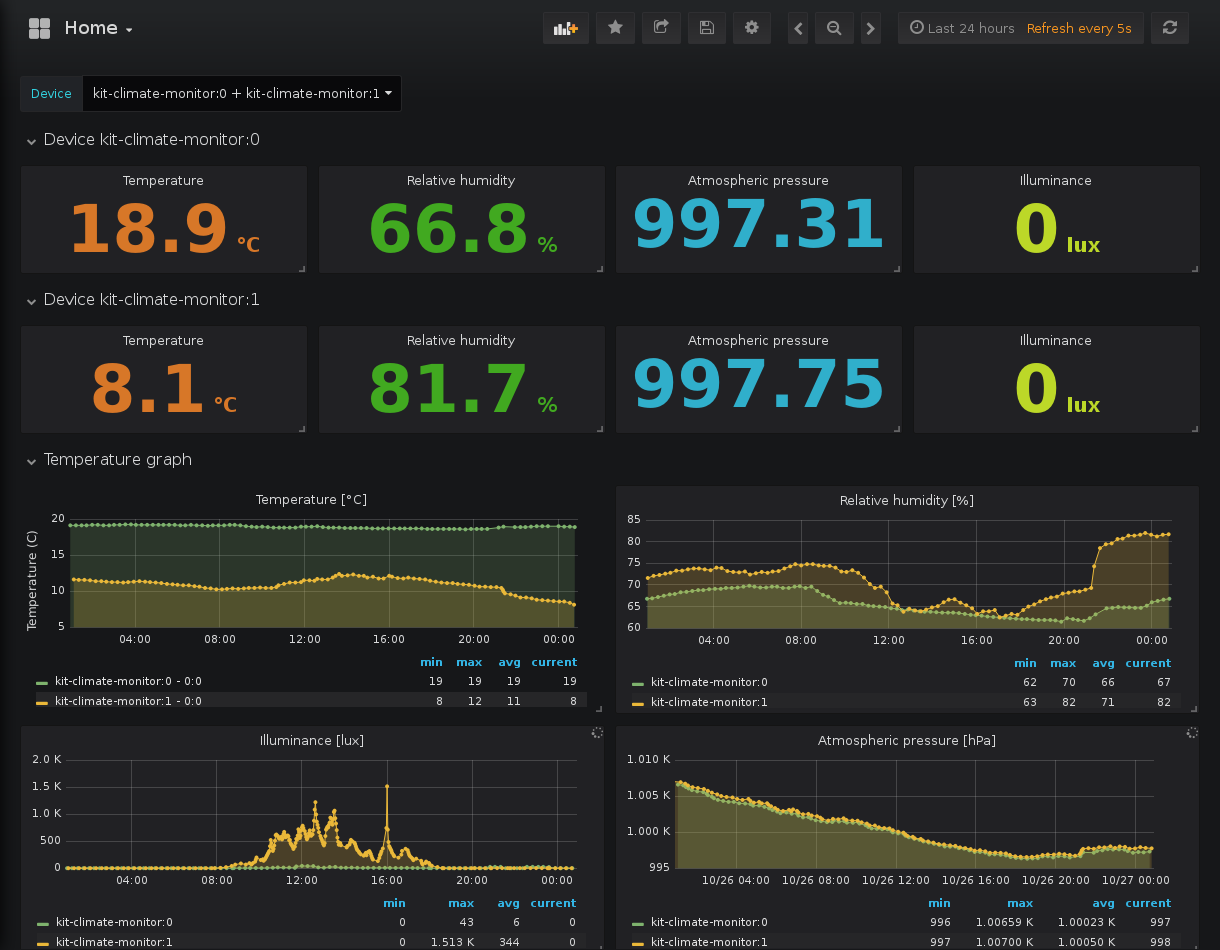 Home
Last 24 hours Refresh every 5s
Device kit-climate-monitor:0 + kit-climate-monitor:1
Device kit-climate-monitor:0
Temperature Relative humidity Atmospheric pressure Illuminance
18.9 °C 66.8 % 997.31 0 lux
Device kit-climate-monitor:1
Temperature Relative humidity Atmospheric pressure Illuminance
8.1 °C 81.7 % 997.75 0 lux
Temperature graph
Temperature [°C]
Temperature (C)
20
15
10
5
04:00 08:00 12:00 16:00 20:00 00:00
min max avg current
kit-climate-monitor:0 - 0:0 19 19 19 19
kit-climate-monitor:1 - 0:0 8 12 11 8
Relative humidity [%]
85
80
75
70
65
60
04:00 08:00 12:00 16:00 20:00 00:00
min max avg current
kit-climate-monitor:0 62 70 66 67
kit-climate-monitor:1 63 82 71 82
Illuminance [lux]
2.0 K
1.5 K
1.0 K
500
0
04:00 08:00 12:00 16:00 20:00 00:00
min max avg current
kit-climate-monitor:0 0 43 6 0
kit-climate-monitor:1 0 1.513 K 344 0
Atmospheric pressure [hPa]
1.010 K
1.005 K
1.000 K
995
10/26 04:00 10/26 08:00 10/26 12:00 10/26 16:00 10/26 20:00 10/27 00:00
min max avg current
kit-climate-monitor:0 996 1.00659 K 1.00023 K 997
kit-climate-monitor:1 997 1.00700 K 1.00050 K 998